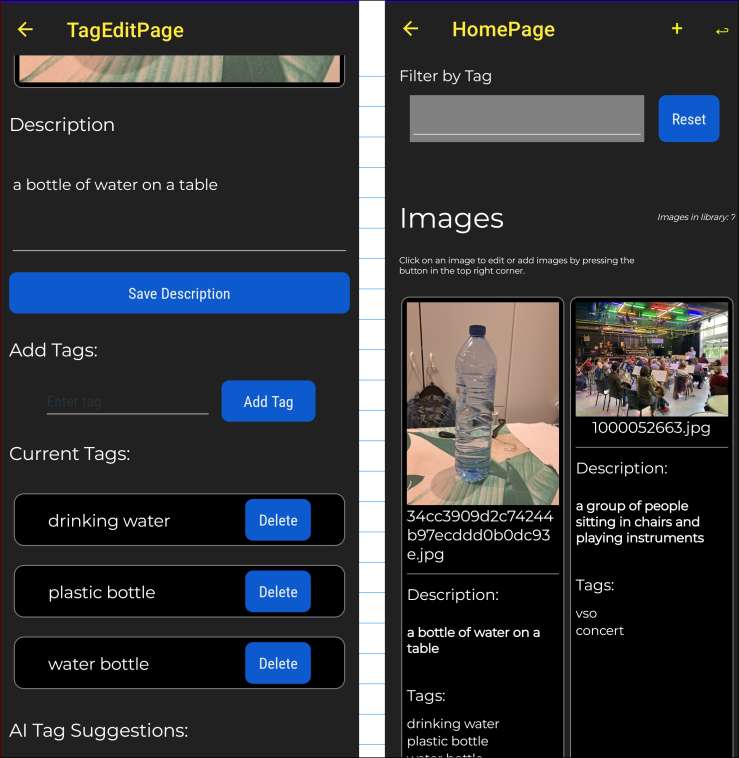 TagEditPage
Description
a bottle of water on a table
Save Description
Add Tags:
Enter tag
Add Tag
Current Tags:
drinking water
Delete
plastic bottle
Delete
water bottle
Delete
AI Tag Suggestions:
HomePage
Filter by Tag
Reset
Images
Images in library: 7
Click on an image to edit or add images by pressing the
button in the top right corner.
34cc3909d2c74244
b97ecddd0b0dc93
e.jpg
Description:
a bottle of water on a
table
Tags:
drinking water
plastic bottle
water bottle
1000052663.jpg
Description:
a group of people
sitting in chairs and
playing instruments
Tags:
vso
concert